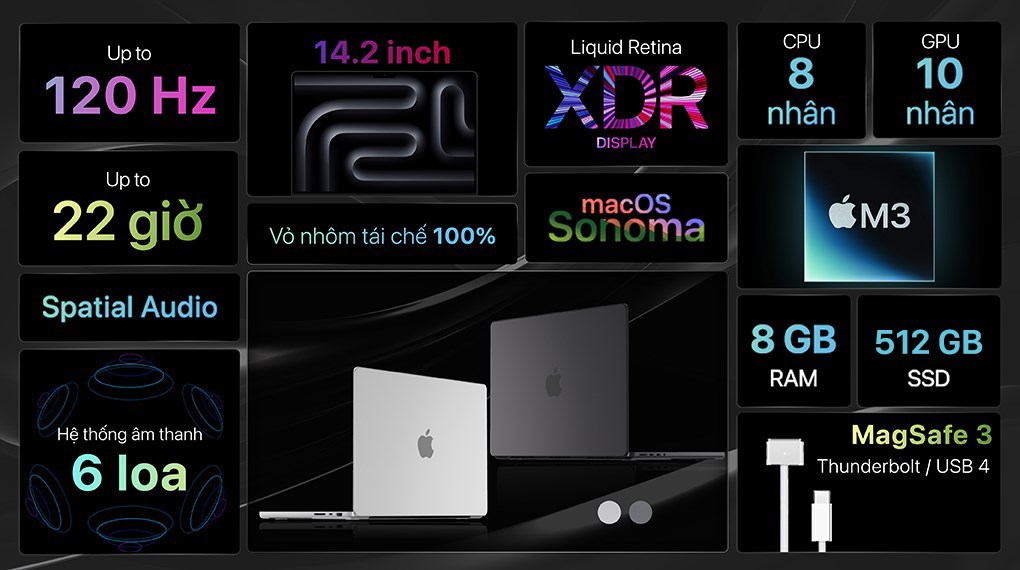 Up to
120 Hz
14.2 inch
Liquid Retina
XDR
DISPLAY
CPU
8
nhân
GPU
10
nhân
Up to
22 giờ
Vỏ nhôm tái chế 100%
macOS
Sonoma
M3
Spatial Audio
8 GB
RAM
512 GB
SSD
Hệ thống âm thanh
6 loa
MagSafe 3
Thunderbolt / USB 4